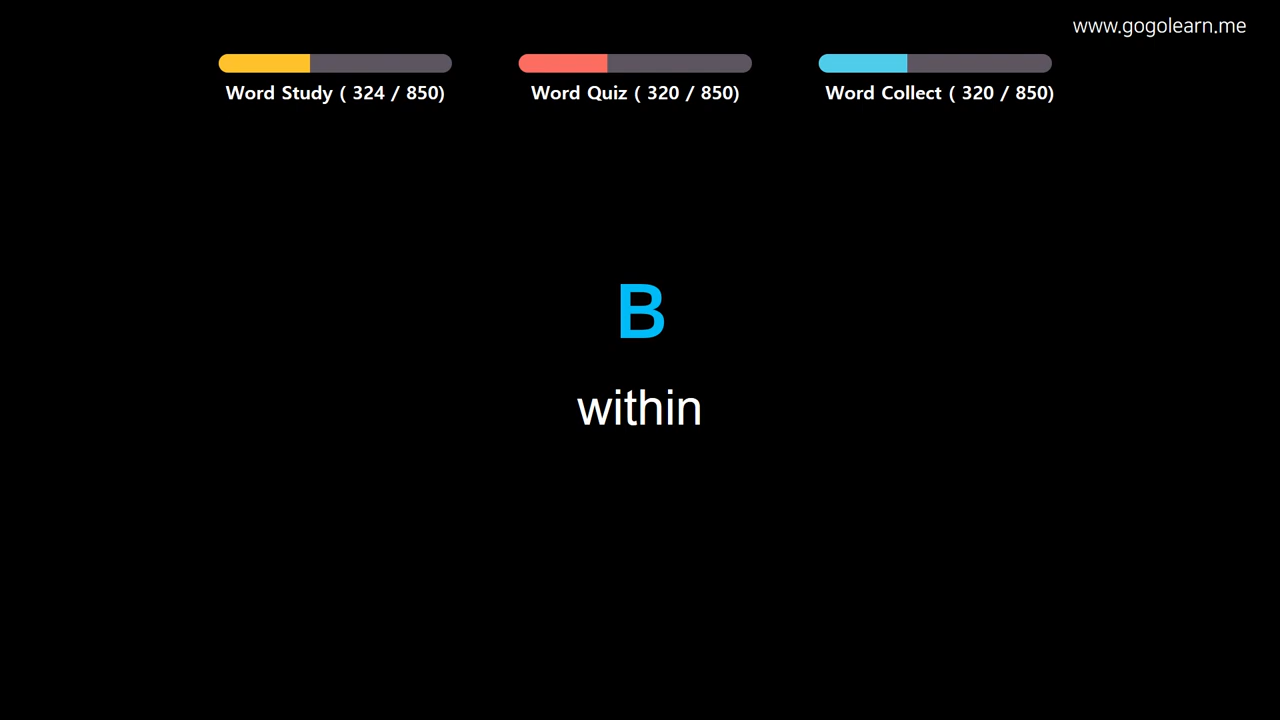 www.gogolearn.me
Word Study ( 324 / 850)
Word Quiz ( 320 / 850)
Word Collect ( 320 / 850)
B
within